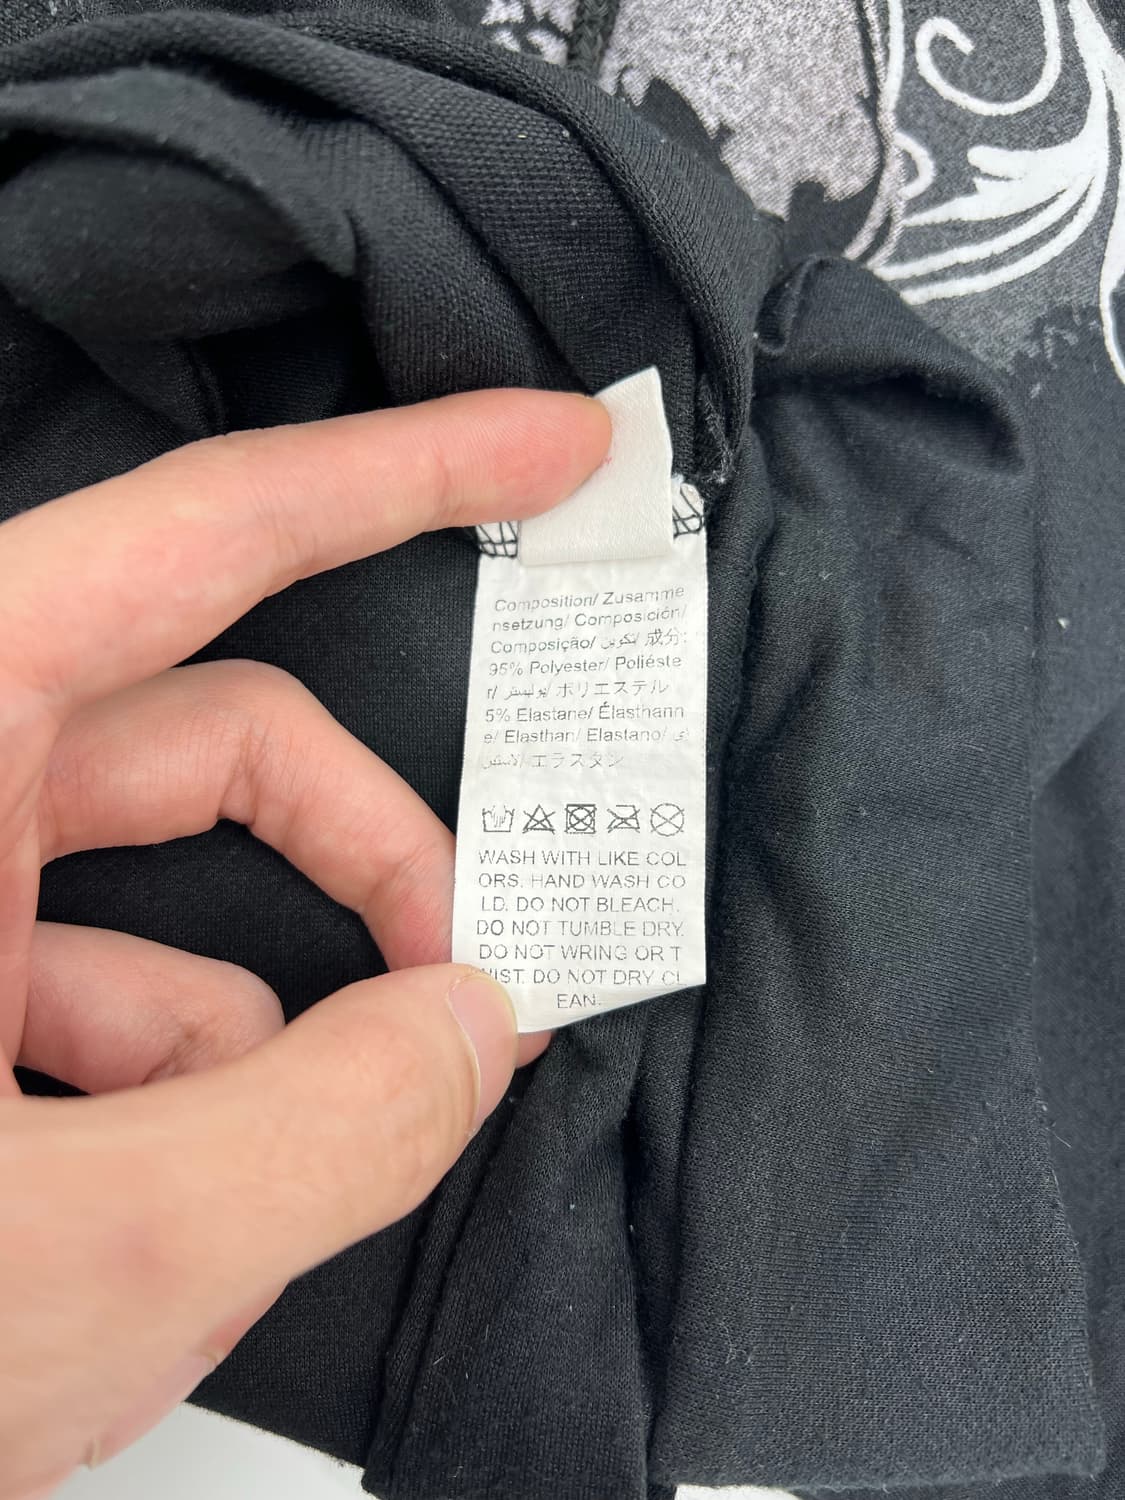 Composition/ Zusamme
nsetzung/ Composición/
Composição/ تكوين/ 成分:
95% Polyester/ Poliéste
r/ بوليستر/ ポリエステル
5% Elastane/ Élasthann
e/ Elasthan/ Elastano/
エラスタン
WASH WITH LIKE COL
ORS. HAND WASH CO
LD. DO NOT BLEACH.
DO NOT TUMBLE DRY.
DO NOT WRING OR T
WIST. DO NOT DRY CL
EAN.